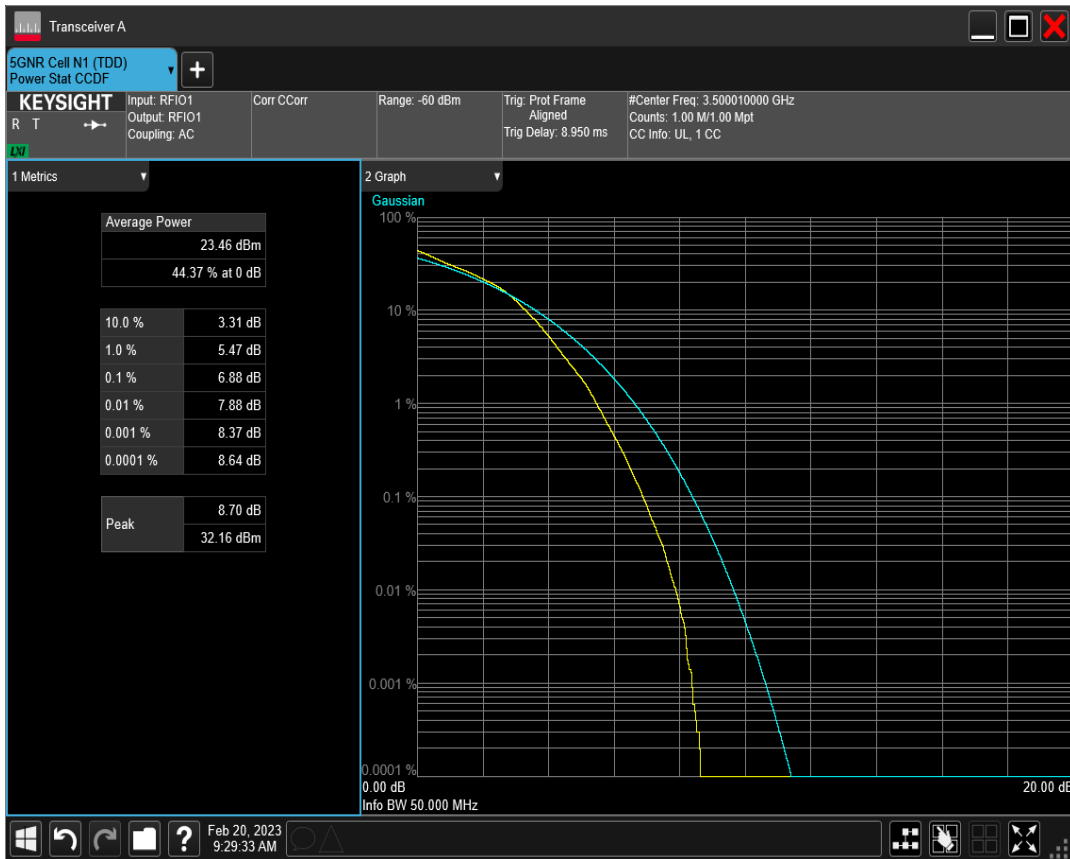 Transceiver A
5GNR Cell N1 (TDD)
Power Stat CCDF
+
KEYSIGHT
R T
LXI
Input: RFIO1
Output: RFIO1
Coupling: AC
Corr CCorr
Range: -60 dBm
Trig: Prot Frame
Aligned
Trig Delay: 8.950 ms
#Center Freq: 3.500010000 GHz
Counts: 1.00 M/1.00 Mpt
CC Info: UL, 1 CC
1 Metrics
Average Power
23.46 dBm
44.37 % at 0 dB
10.0 % 3.31 dB
1.0 % 5.47 dB
0.1 % 6.88 dB
0.01 % 7.88 dB
0.001 % 8.37 dB
0.0001 % 8.64 dB
Peak 8.70 dB
32.16 dBm
2 Graph
Gaussian
100 %
10 %
1 %
0.1 %
0.01 %
0.001 %
0.0001 %
0.00 dB 20.00 dB
Info BW 50.000 MHz
?
Feb 20, 2023
9:29:33 AM